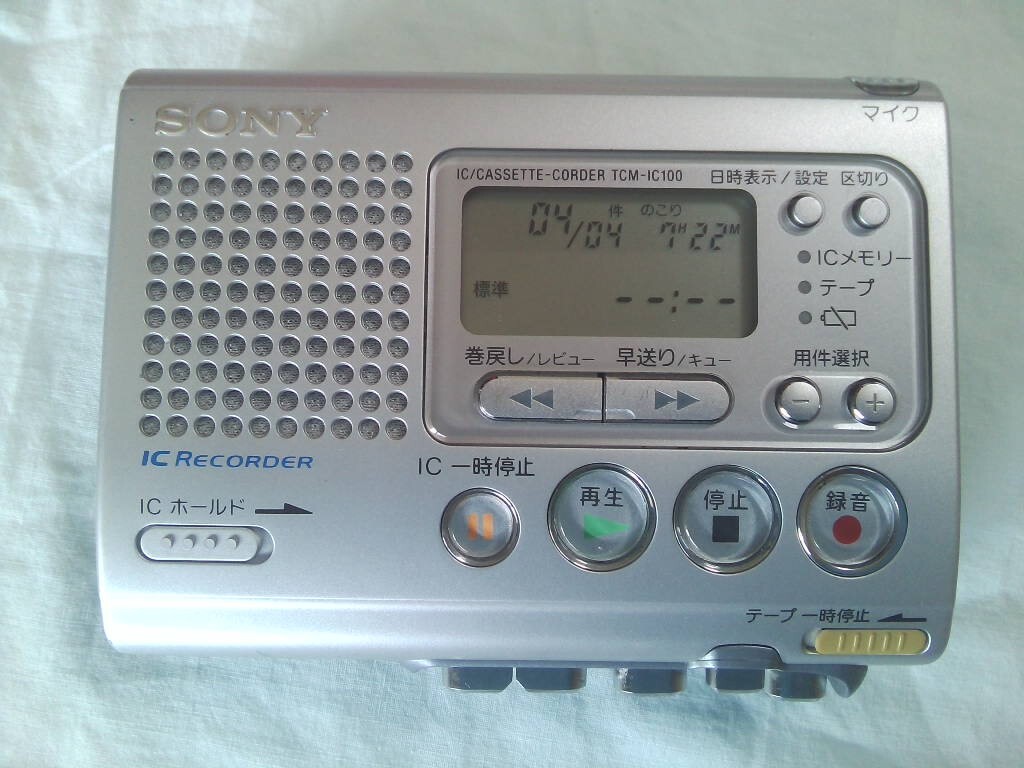 マイク
SONY
IC/CASSETTE-CORDER TCM-IC100
日時表示/設定 区切り
04/04 件 のこり 7H 22M
ICメモリー
テープ
標準 --:--
巻戻し/レビュー 早送り/キュー
用件選択
- +
IC RECORDER
IC 一時停止
再生 停止 録音
IC ホールド
テープ 一時停止